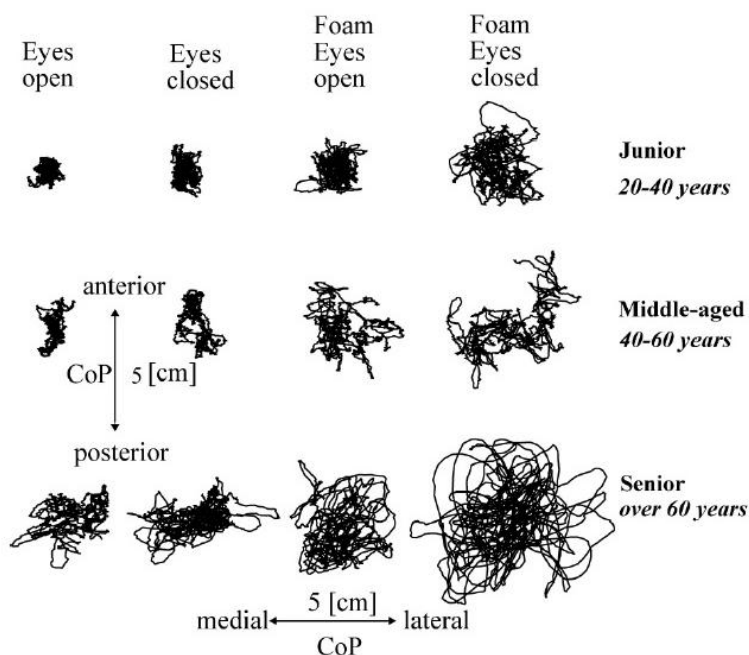 Eyes
open
Eyes
closed
Foam
Eyes
open
Foam
Eyes
closed
Junior
20-40 years
anterior
CoP 5 [cm]
posterior
Middle-aged
40-60 years
Senior
over 60 years
5 [cm]
medial lateral
CoP